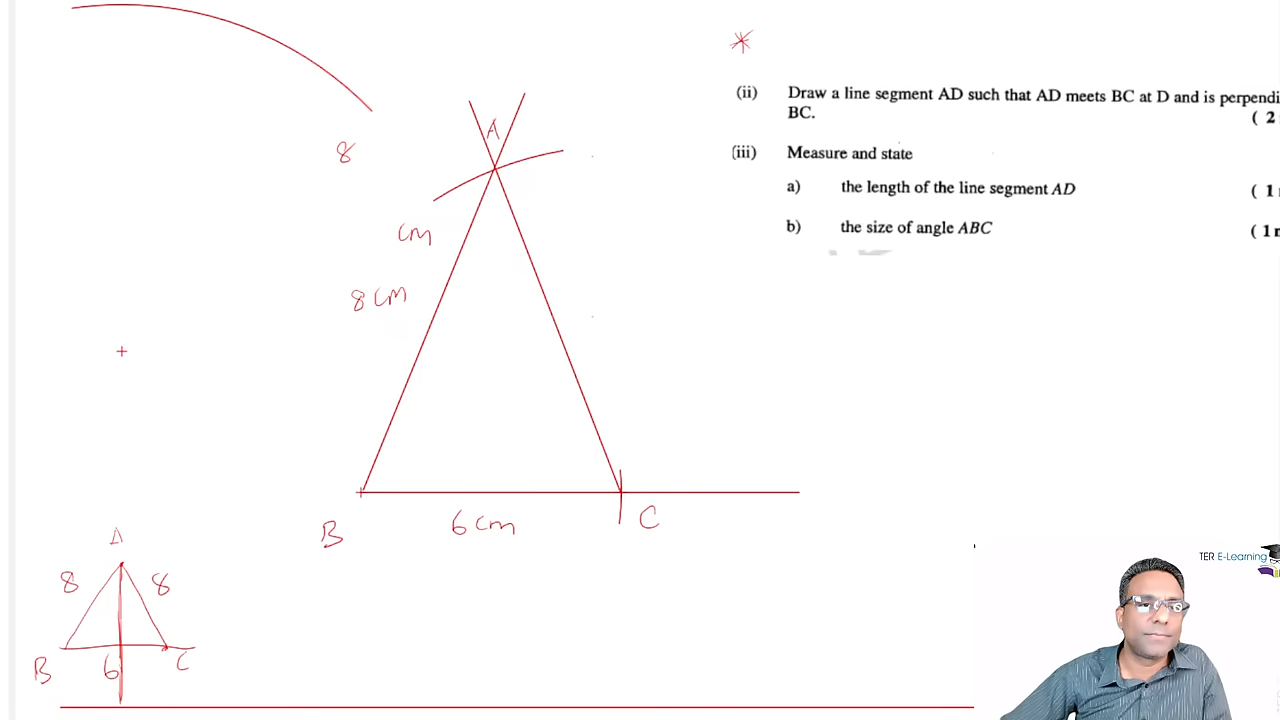 *
(ii) Draw a line segment AD such that AD meets BC at D and is perpendi
BC.
( 2
(iii) Measure and state
a) the length of the line segment AD
( 1
b) the size of angle ABC
( 1
A
8
cm
8 cm
B
6 cm
C
A
8
8
B
6
C
TER E-Learning